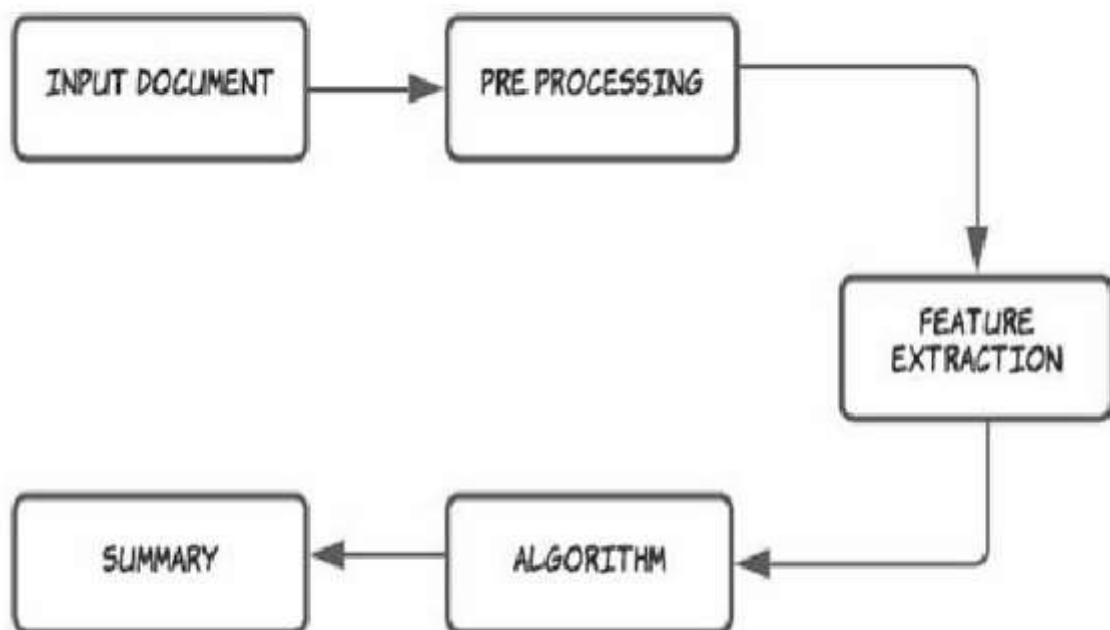 INPUT DOCUMENT
PRE PROCESSING
FEATURE
EXTRACTION
ALGORITHM
SUMMARY